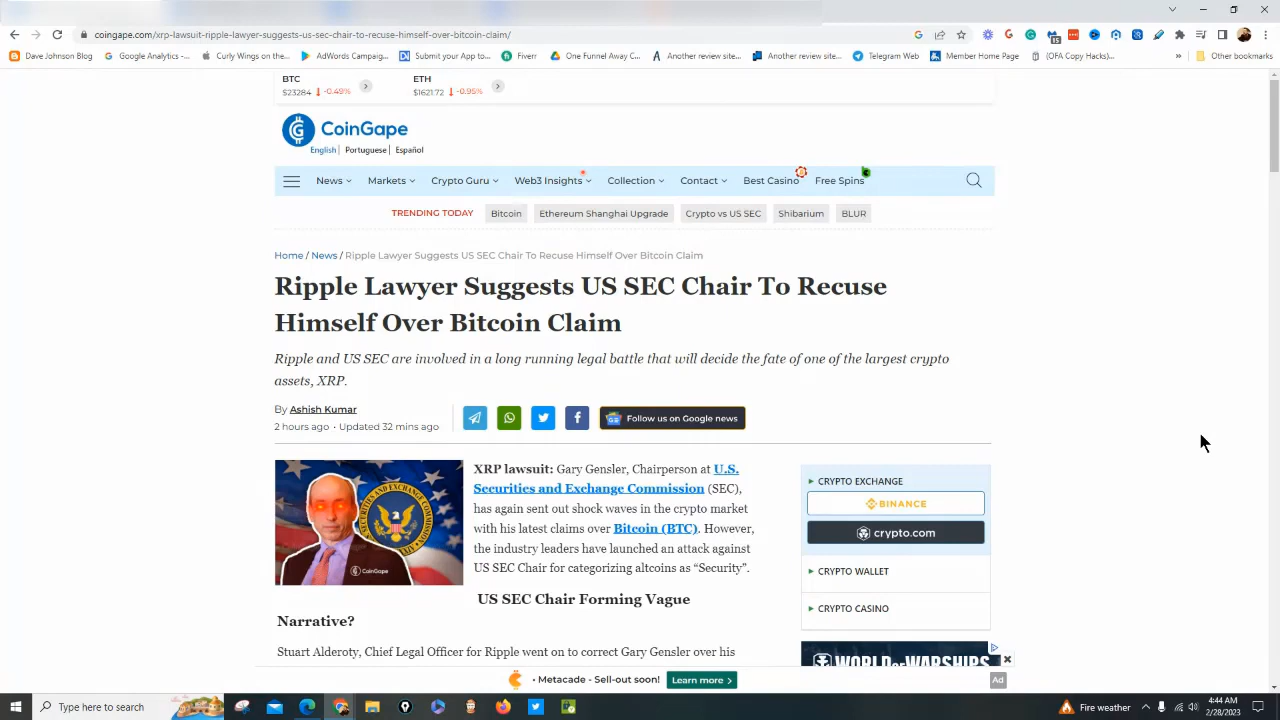 coingape.com/xrp-lawsuit-ripple-lawyer-suggests-us-sec-chair-to-recuse-himself-over-bitcoin-claim/
15
Dave Johnson Blog
Google Analytics -...
Curly Wings on the...
AdWords Campaign...
Submit your App to...
Fiverr
One Funnel Away C...
Another review site...
Another review site...
Telegram Web
Member Home Page
(OFA Copy Hacks)...
»
Other bookmarks
BTC
$23284 -0.49%
ETH
$1621.72 -0.95%
CoinGape
English| Portuguese| Español
News Markets Crypto Guru Web3 Insights Collection Contact Best Casino Free Spins
TRENDING TODAY Bitcoin Ethereum Shanghai Upgrade Crypto vs US SEC Shibarium BLUR
Home / News / Ripple Lawyer Suggests US SEC Chair To Recuse Himself Over Bitcoin Claim
Ripple Lawyer Suggests US SEC Chair To Recuse
Himself Over Bitcoin Claim
Ripple and US SEC are involved in a long running legal battle that will decide the fate of one of the largest crypto
assets, XRP.
By Ashish Kumar
2 hours ago • Updated 32 mins ago
Follow us on Google news
CoinGape
XRP lawsuit: Gary Gensler, Chairperson at U.S.
Securities and Exchange Commission (SEC),
has again sent out shock waves in the crypto market
with his latest claims over Bitcoin (BTC). However,
the industry leaders have launched an attack against
US SEC Chair for categorizing altcoins as “Security”.
US SEC Chair Forming Vague
Narrative?
Stuart Alderoty, Chief Legal Officer for Ripple went on to correct Gary Gensler over his
CRYPTO EXCHANGE
BINANCE
crypto.com
CRYPTO WALLET
CRYPTO CASINO
WORLD OF WARSHIPS
• Metacade - Sell-out soon! Learn more >
Ad
Type here to search
Fire weather
4:44 AM
2/28/2023